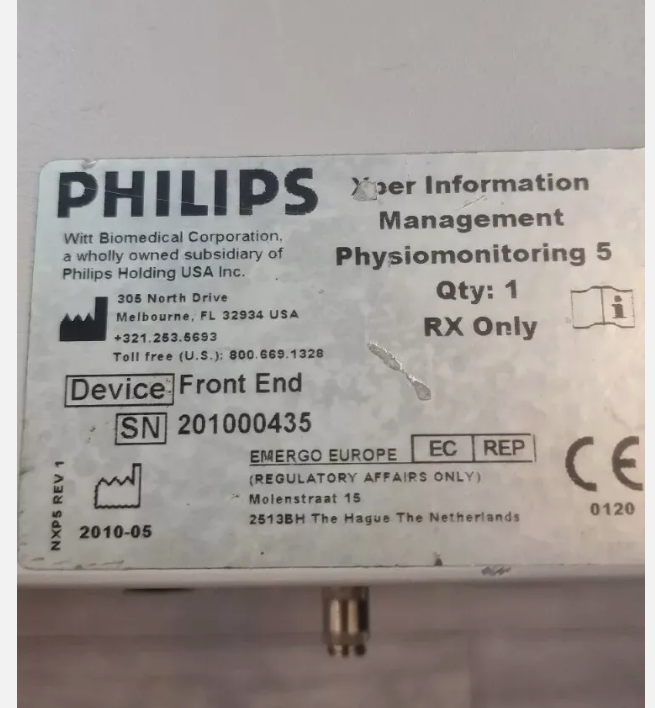 PHILIPS
Witt Biomedical Corporation,
a wholly owned subsidiary of
Philips Holding USA Inc.
305 North Drive
Melbourne, FL 32934 USA
+321.253.5693
Toll free (U.S.): 800.669.1328
Xper Information
Management
Physiomonitoring 5
Qty: 1
RX Only
i
Device Front End
SN 201000435
EMERGO EUROPE EC REP
(REGULATORY AFFAIRS ONLY)
Molenstraat 15
2513BH The Hague The Netherlands
CE
0120
NXP5 REV 1
2010-05